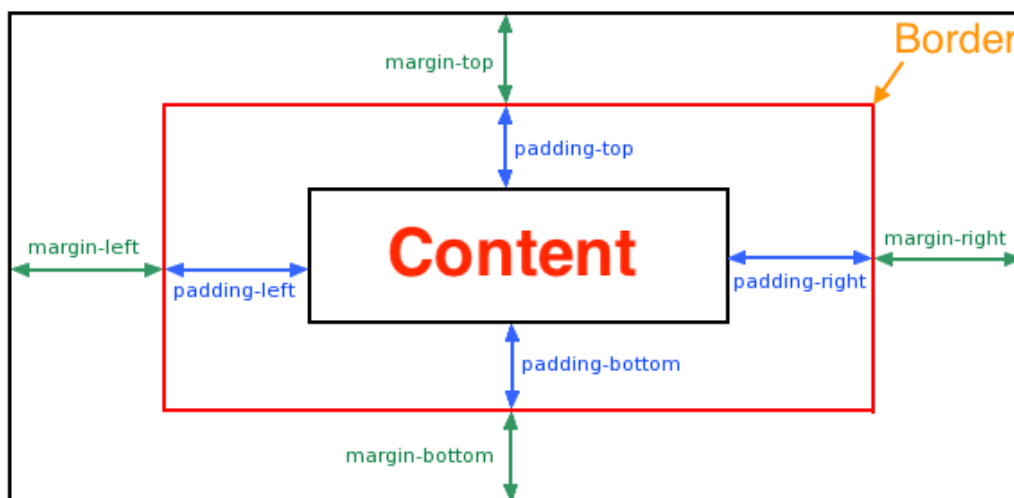 Border
margin-top
padding-top
margin-left
Content
margin-right
padding-left
padding-right
padding-bottom
margin-bottom